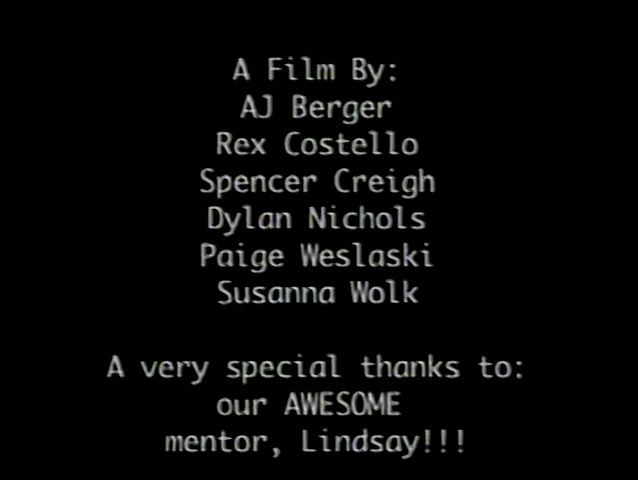 A Film By:
AJ Berger
Rex Costello
Spencer Creigh
Dylan Nichols
Paige Weslaski
Susanna Wolk
A very special thanks to:
our AWESOME
mentor, Lindsay!!!